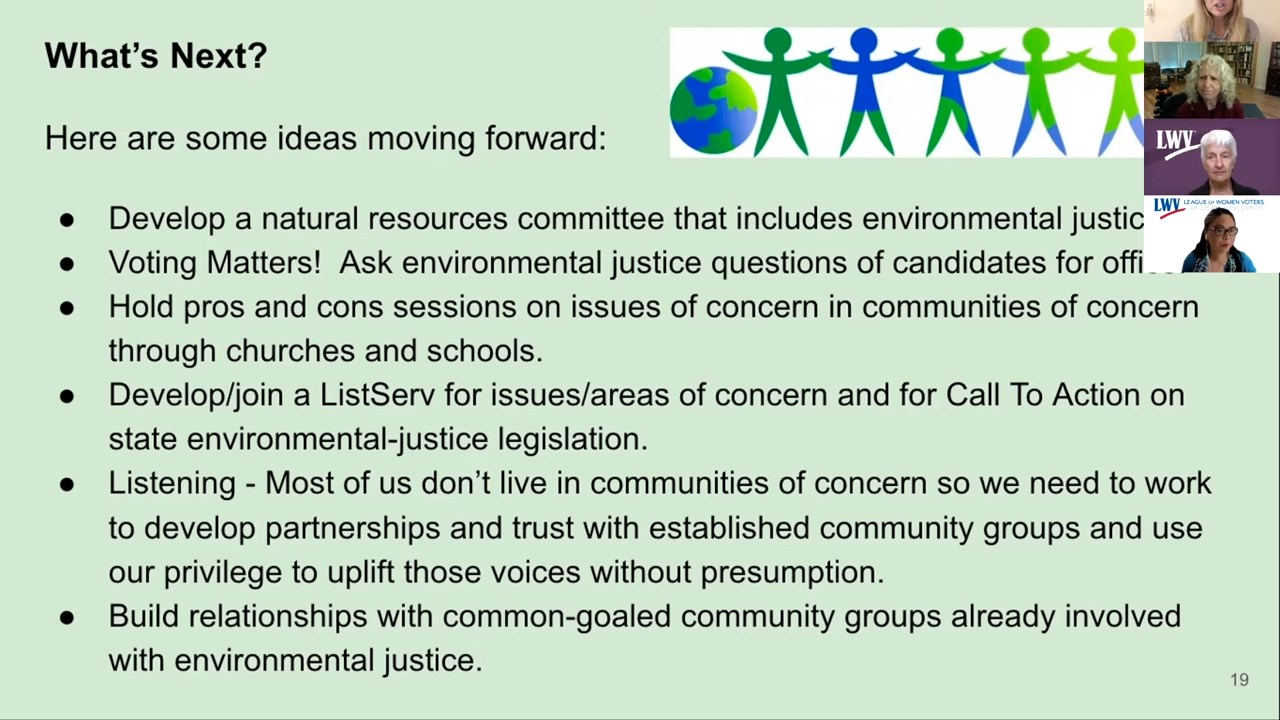 What's Next?
Here are some ideas moving forward:
● Develop a natural resources committee that includes environmental
● Voting Matters!  Ask environmental justice questions of candidates for
● Hold pros and cons sessions on issues of concern in communities of concern
through churches and schools.
● Develop/join a ListServ for issues/areas of concern and for Call To Action on
state environmental-justice legislation.
● Listening - Most of us don't live in communities of concern so we need to work
to develop partnerships and trust with established community groups and use
our privilege to uplift those voices without presumption.
● Build relationships with common-goaled community groups already involved
with environmental justice.
19
LWV
LWV LEAGUE OF WOMEN VOTERS